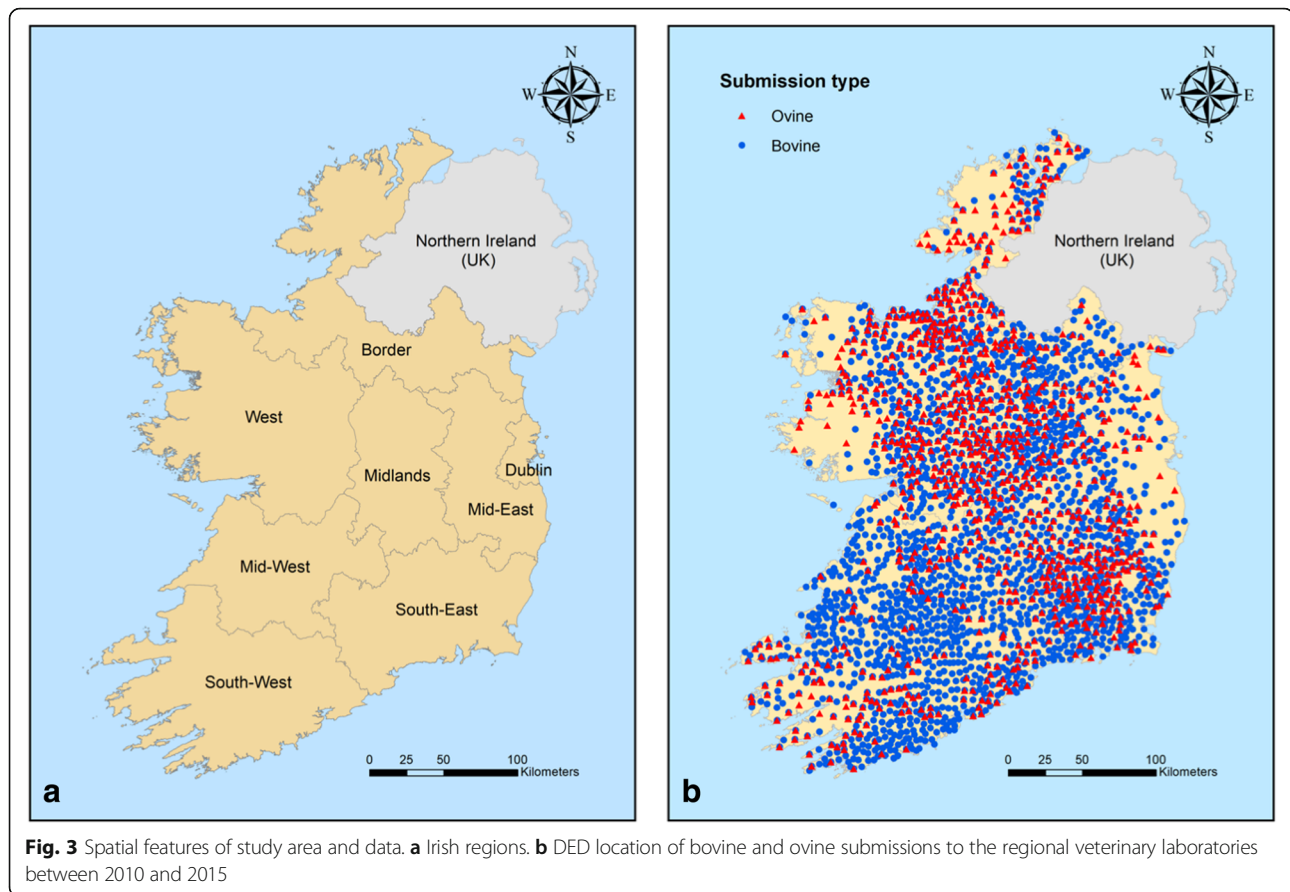 N
W E
S
Northern Ireland
(UK)
Border
West
Midlands
Dublin
Mid-East
Mid-West
South-East
South-West
0 25 50 100
Kilometers
a
N
W E
S
Submission type
Ovine
Bovine
Northern Ireland
(UK)
0 25 50 100
Kilometers
b
Fig. 3 Spatial features of study area and data. a Irish regions. b DED location of bovine and ovine submissions to the regional veterinary laboratories
between 2010 and 2015